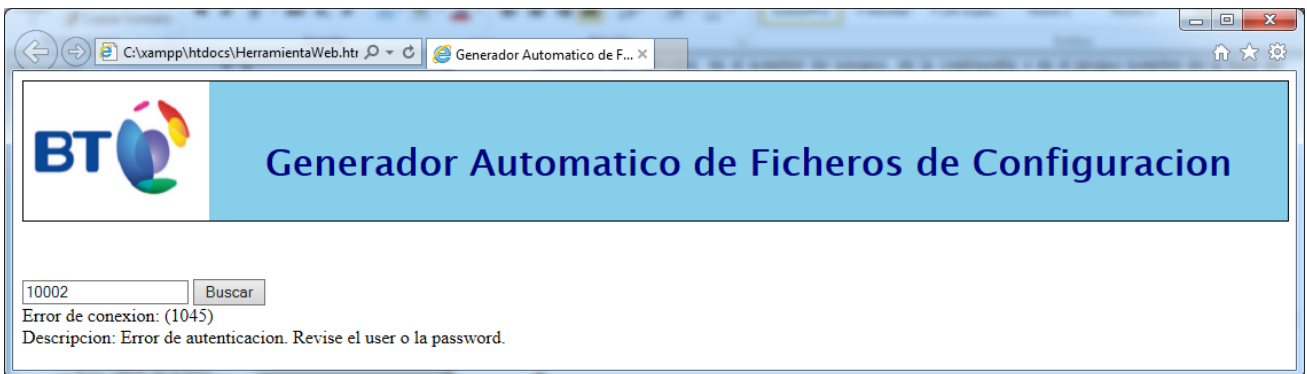 C:\xampp\htdocs\HerramientaWeb.htr
Generador Automatico de F...
BT
Generador Automatico de Ficheros de Configuracion
10002
Buscar
Error de conexion: (1045)
Descripcion: Error de autenticacion. Revise el user o la password.